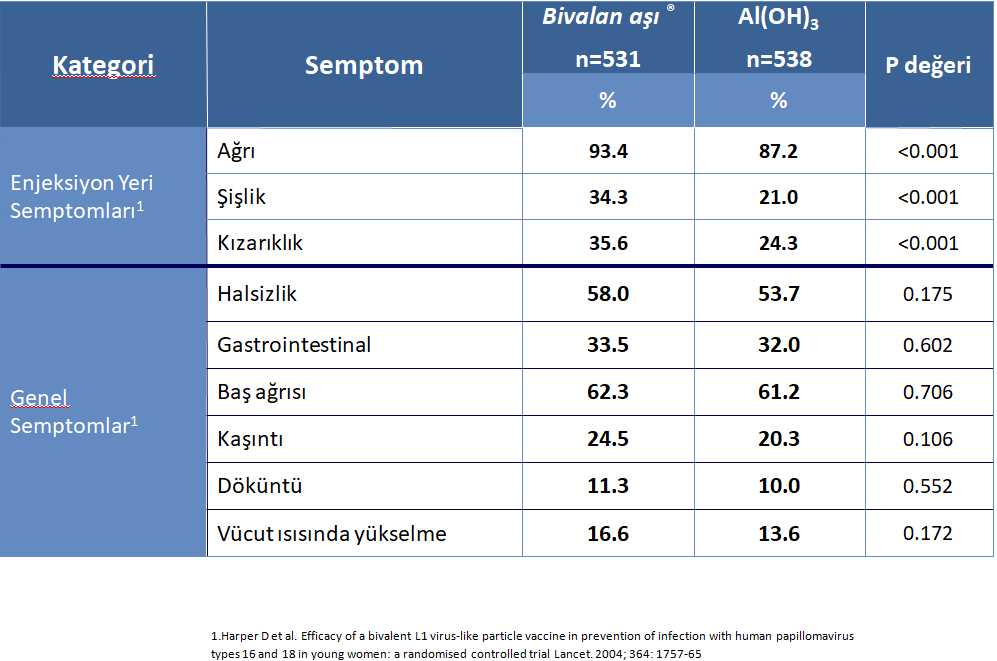 Kategori Semptom Bivalan aşı ® Al(OH)3 P değeri
n=531 n=538
% %
Enjeksiyon Yeri
Semptomları1
Ağrı 93.4 87.2 <0.001
Şişlik 34.3 21.0 <0.001
Kızarıklık 35.6 24.3 <0.001
Genel
Semptomlar1
Halsizlik 58.0 53.7 0.175
Gastrointestinal 33.5 32.0 0.602
Baş ağrısı 62.3 61.2 0.706
Kaşıntı 24.5 20.3 0.106
Döküntü 11.3 10.0 0.552
Vücut ısısında yükselme 16.6 13.6 0.172
1.Harper D et al. Efficacy of a bivalent L1 virus-like particle vaccine in prevention of infection with human papillomavirus
types 16 and 18 in young women: a randomised controlled trial Lancet. 2004; 364: 1757-65